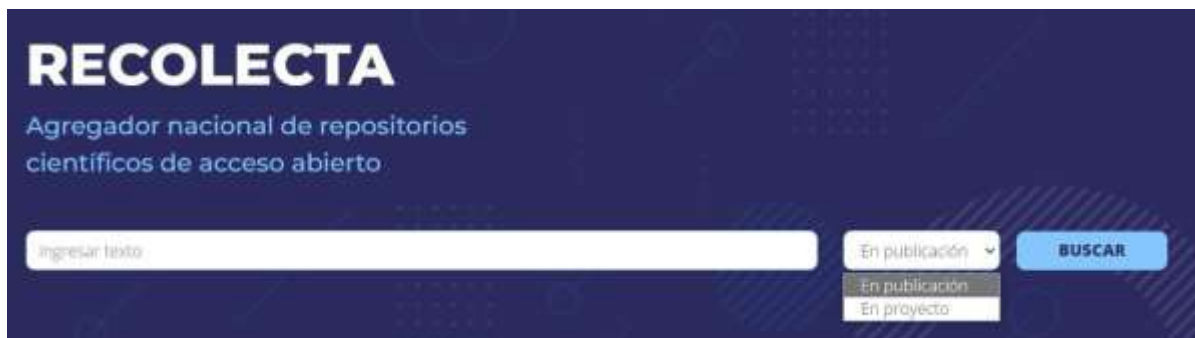 RECOLECTA
Agregador nacional de repositorios
científicos de acceso abierto
Ingresar texto
En publicación
BUSCAR
En publicación
En proyecto